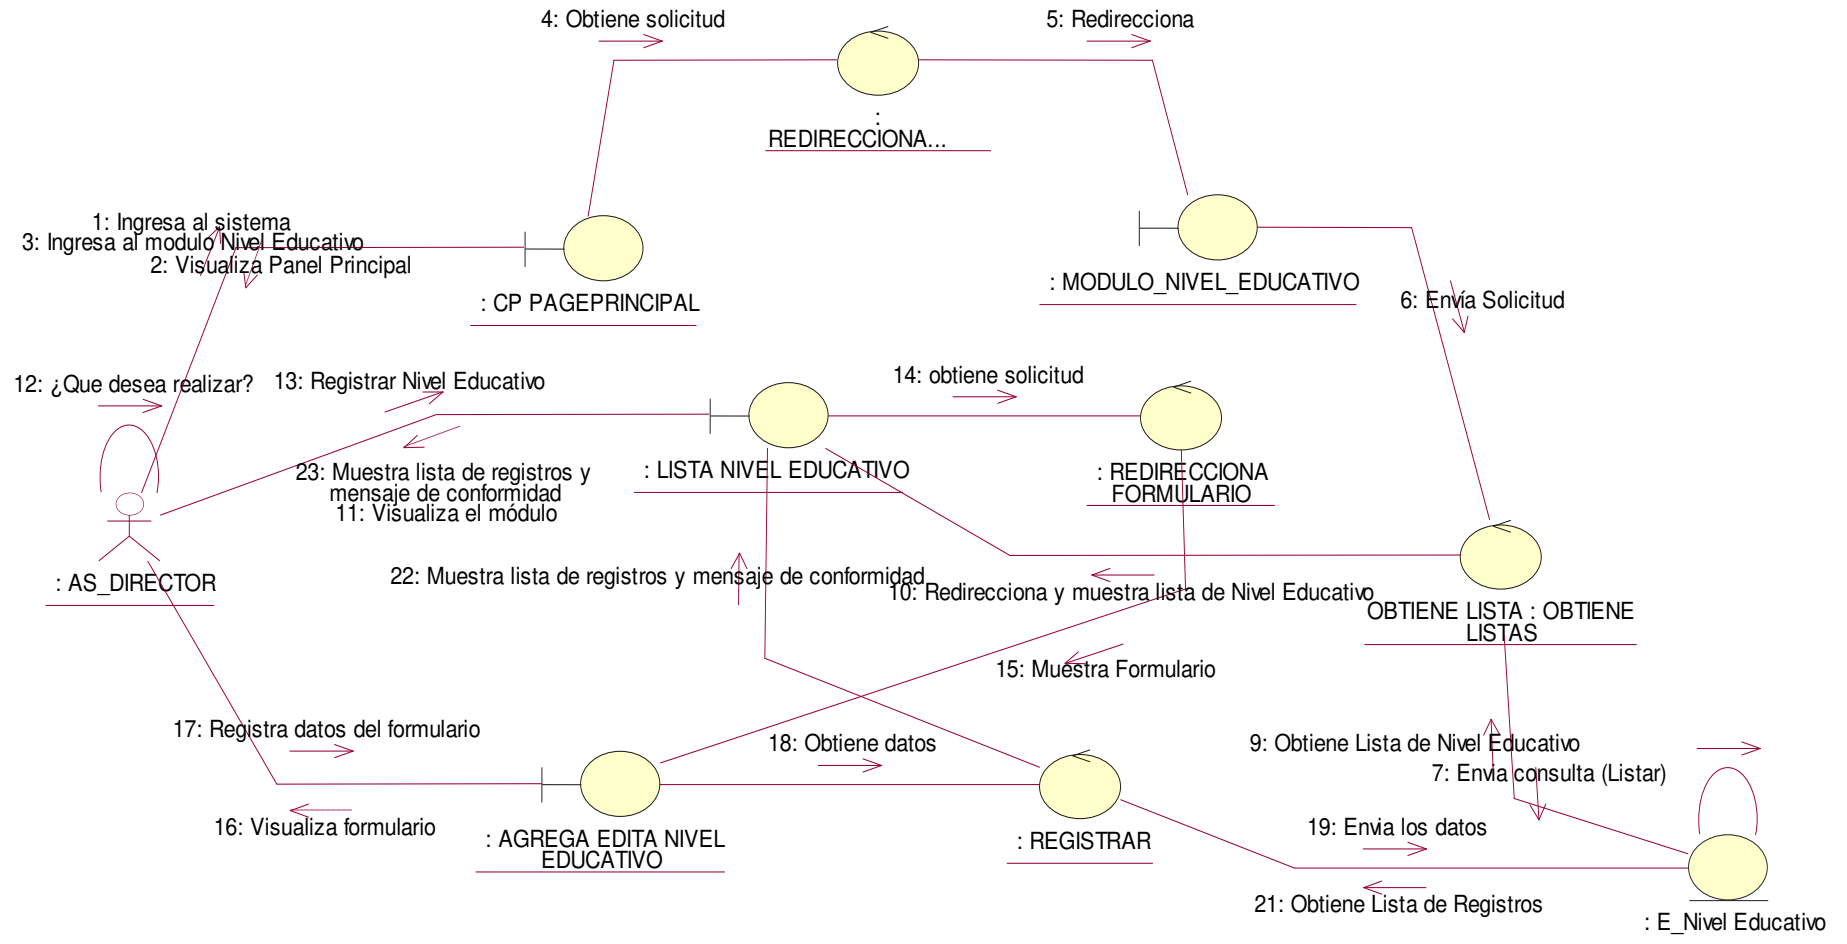 4: Obtiene solicitud
5: Redirecciona
:
REDIRECCIONA...
1: Ingresa al sistema
3: Ingresa al modulo Nivel Educativo
2: Visualiza Panel Principal
: CP PAGEPRINCIPAL
: MODULO_NIVEL_EDUCATIVO
6: Envía Solicitud
12: ¿Que desea realizar?
13: Registrar Nivel Educativo
14: obtiene solicitud
23: Muestra lista de registros y
mensaje de conformidad
11: Visualiza el módulo
: LISTA NIVEL EDUCATIVO
: REDIRECCIONA
FORMULARIO
: AS_DIRECTOR
22: Muestra lista de registros y mensaje de conformidad
10: Redirecciona y muestra lista de Nivel Educativo
OBTIENE LISTA : OBTIENE
LISTAS
15: Muestra Formulario
17: Registra datos del formulario
18: Obtiene datos
9: Obtiene Lista de Nivel Educativo
7: Envia consulta (Listar)
16: Visualiza formulario
: AGREGA EDITA NIVEL
EDUCATIVO
: REGISTRAR
19: Envia los datos
21: Obtiene Lista de Registros
: E_Nivel Educativo